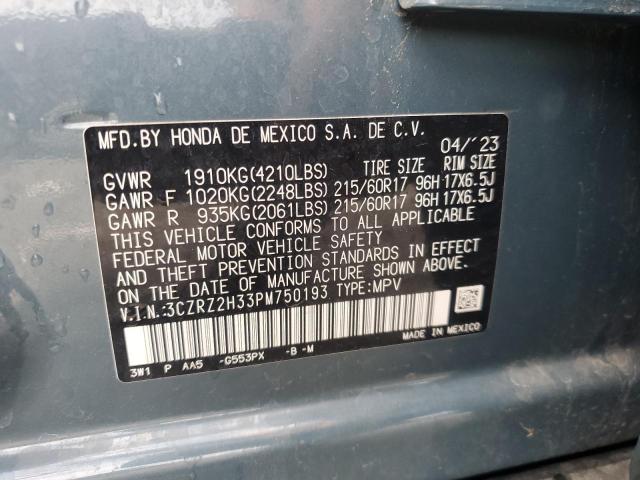 MFD.BY HONDA DE MEXICO S.A. DE C.V.
04/'23
GVWR 1910KG(4210LBS) TIRE SIZE RIM SIZE
GAWR F 1020KG(2248LBS) 215/60R17 96H 17X6.5J
GAWR R 935KG(2061LBS) 215/60R17 96H 17X6.5J
THIS VEHICLE CONFORMS TO ALL APPLICABLE
FEDERAL MOTOR VEHICLE SAFETY
AND THEFT PREVENTION STANDARDS IN EFFECT
ON THE DATE OF MANUFACTURE SHOWN ABOVE.
V.I.N.:3CZRZ2H33PM750193 TYPE:MPV
MADE IN MEXICO
3W1 P AA5 -G553PX -B -M